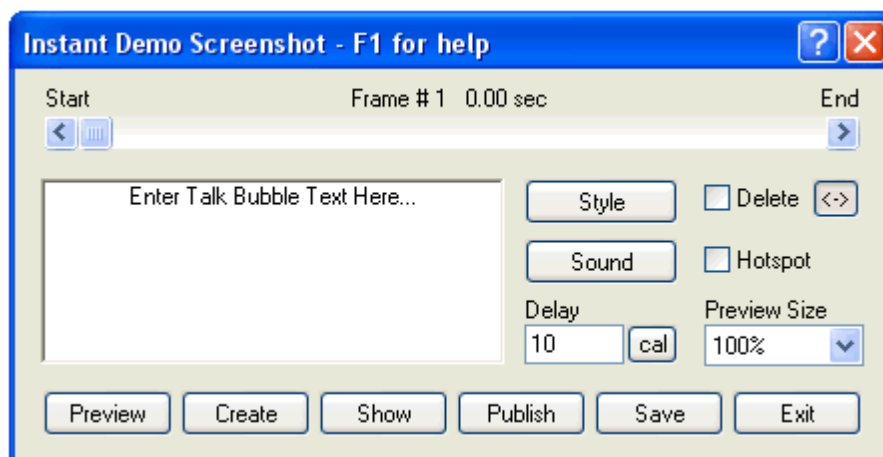 Instant Demo Screenshot - F1 for help
Start Frame # 1 0.00 sec End
Enter Talk Bubble Text Here...
Style Delete <->
Sound Hotspot
Delay Preview Size
10 cal 100%
Preview Create Show Publish Save Exit